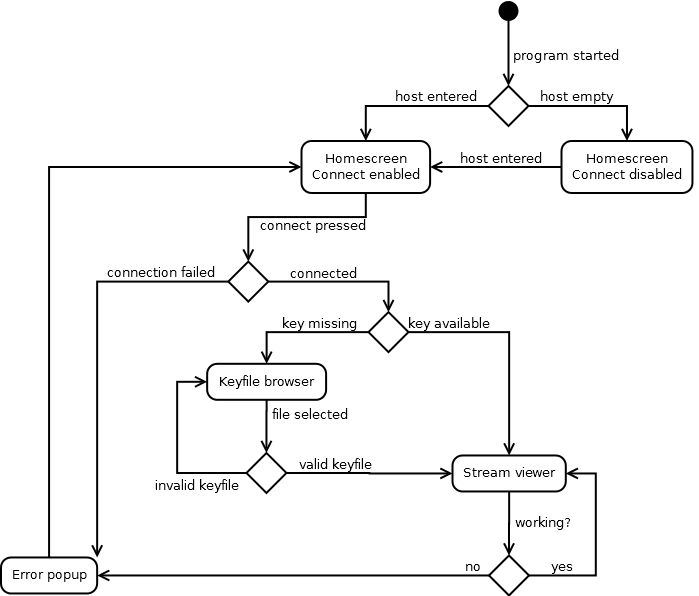 program started
host entered
host empty
Homescreen
Connect enabled
host entered
Homescreen
Connect disabled
connect pressed
connection failed
connected
key missing
key available
Keyfile browser
file selected
invalid keyfile
valid keyfile
Stream viewer
working?
no
yes
Error popup